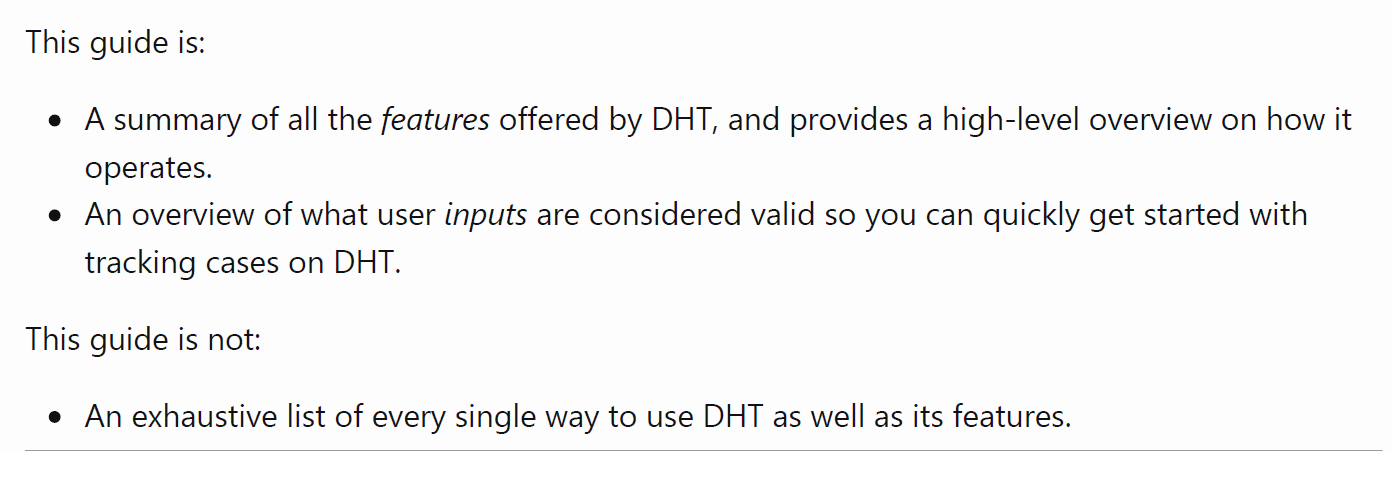 This guide is:
• A summary of all the features offered by DHT, and provides a high-level overview on how it
operates.
• An overview of what user inputs are considered valid so you can quickly get started with
tracking cases on DHT.
This guide is not:
• An exhaustive list of every single way to use DHT as well as its features.